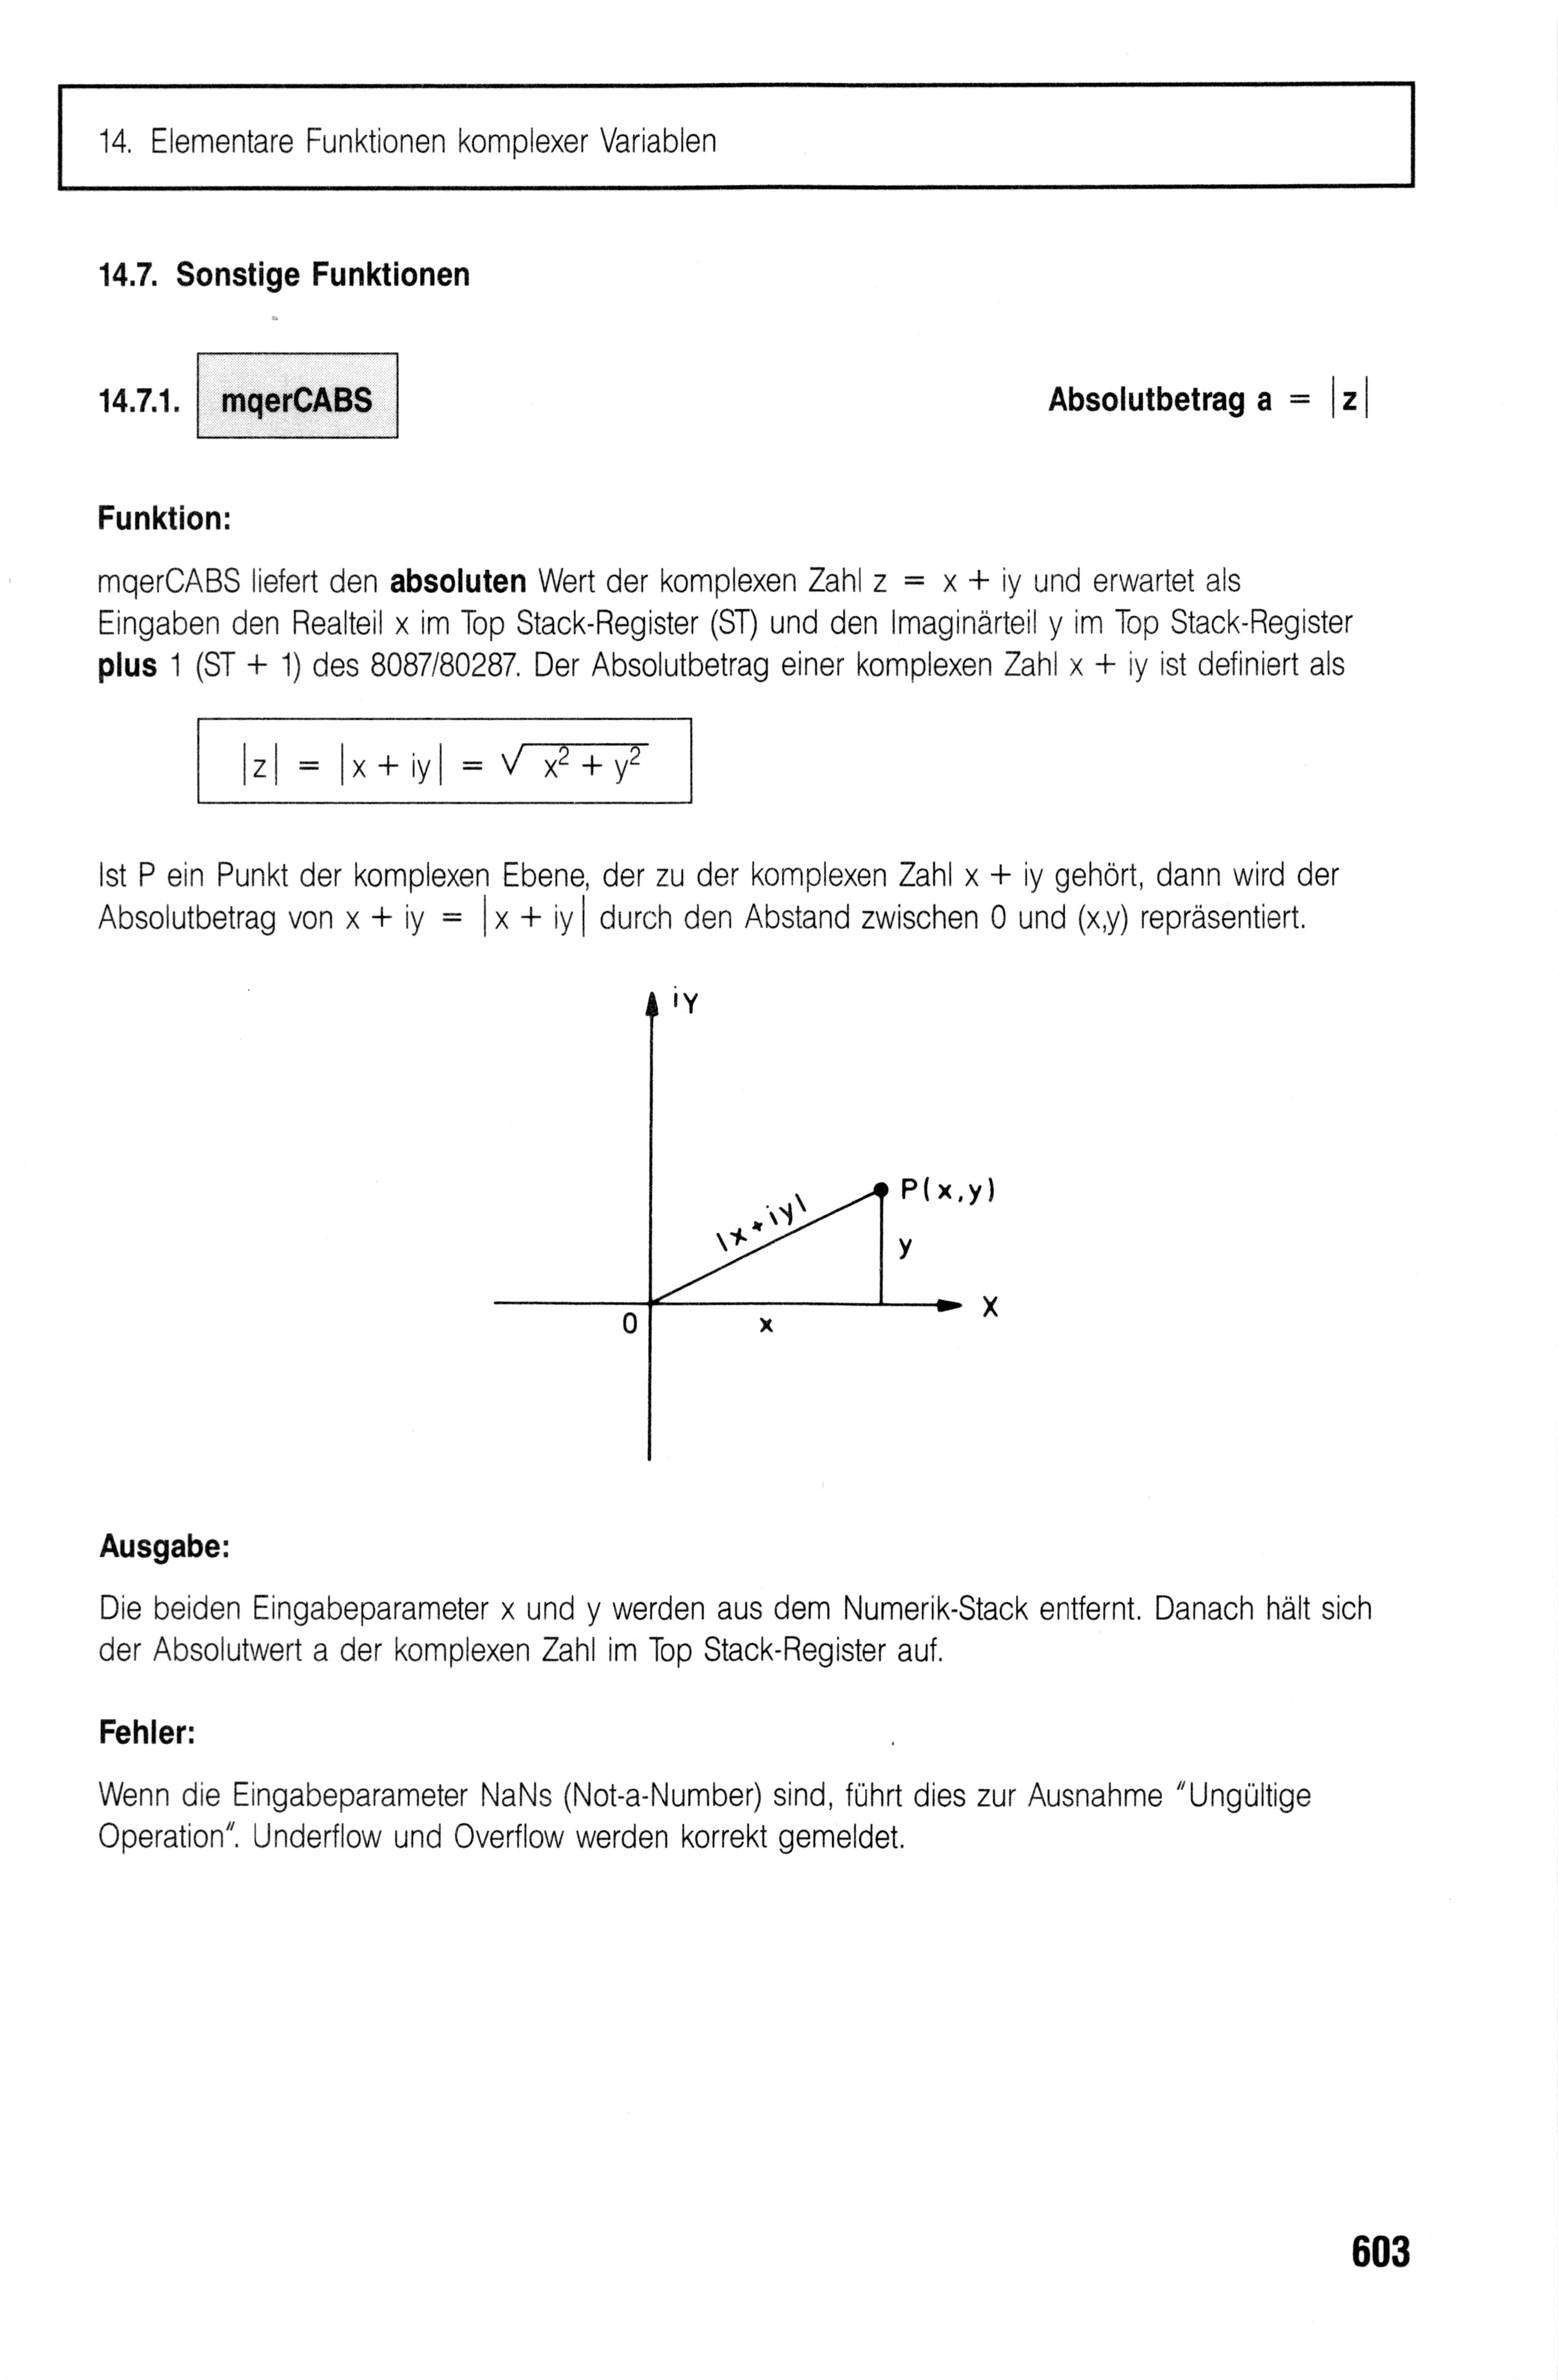 14. Elementare Funktionen komplexer Variablen
14.7. Sonstige Funktionen
14.7.1. mqerCABS Absolutbetrag a = |z|
Funktion:
mqerCABS liefert den absoluten Wert der komplexen Zahl z = x + iy und erwartet als
Eingaben den Realteil x im Top Stack-Register (ST) und den Imaginärteil y im Top Stack-Register
plus 1 (ST + 1) des 8087/80287. Der Absolutbetrag einer komplexen Zahl x + iy ist definiert als
|z| = |x + iy| = √ x² + y²
Ist P ein Punkt der komplexen Ebene, der zu der komplexen Zahl x + iy gehört, dann wird der
Absolutbetrag von x + iy = |x + iy| durch den Abstand zwischen 0 und (x,y) repräsentiert.
iY
P(x,y)
|x+iy|
y
X
0
x
Ausgabe:
Die beiden Eingabeparameter x und y werden aus dem Numerik-Stack entfernt. Danach hält sich
der Absolutwert a der komplexen Zahl im Top Stack-Register auf.
Fehler:
Wenn die Eingabeparameter NaNs (Not-a-Number) sind, führt dies zur Ausnahme "Ungültige
Operation". Underflow und Overflow werden korrekt gemeldet.
603